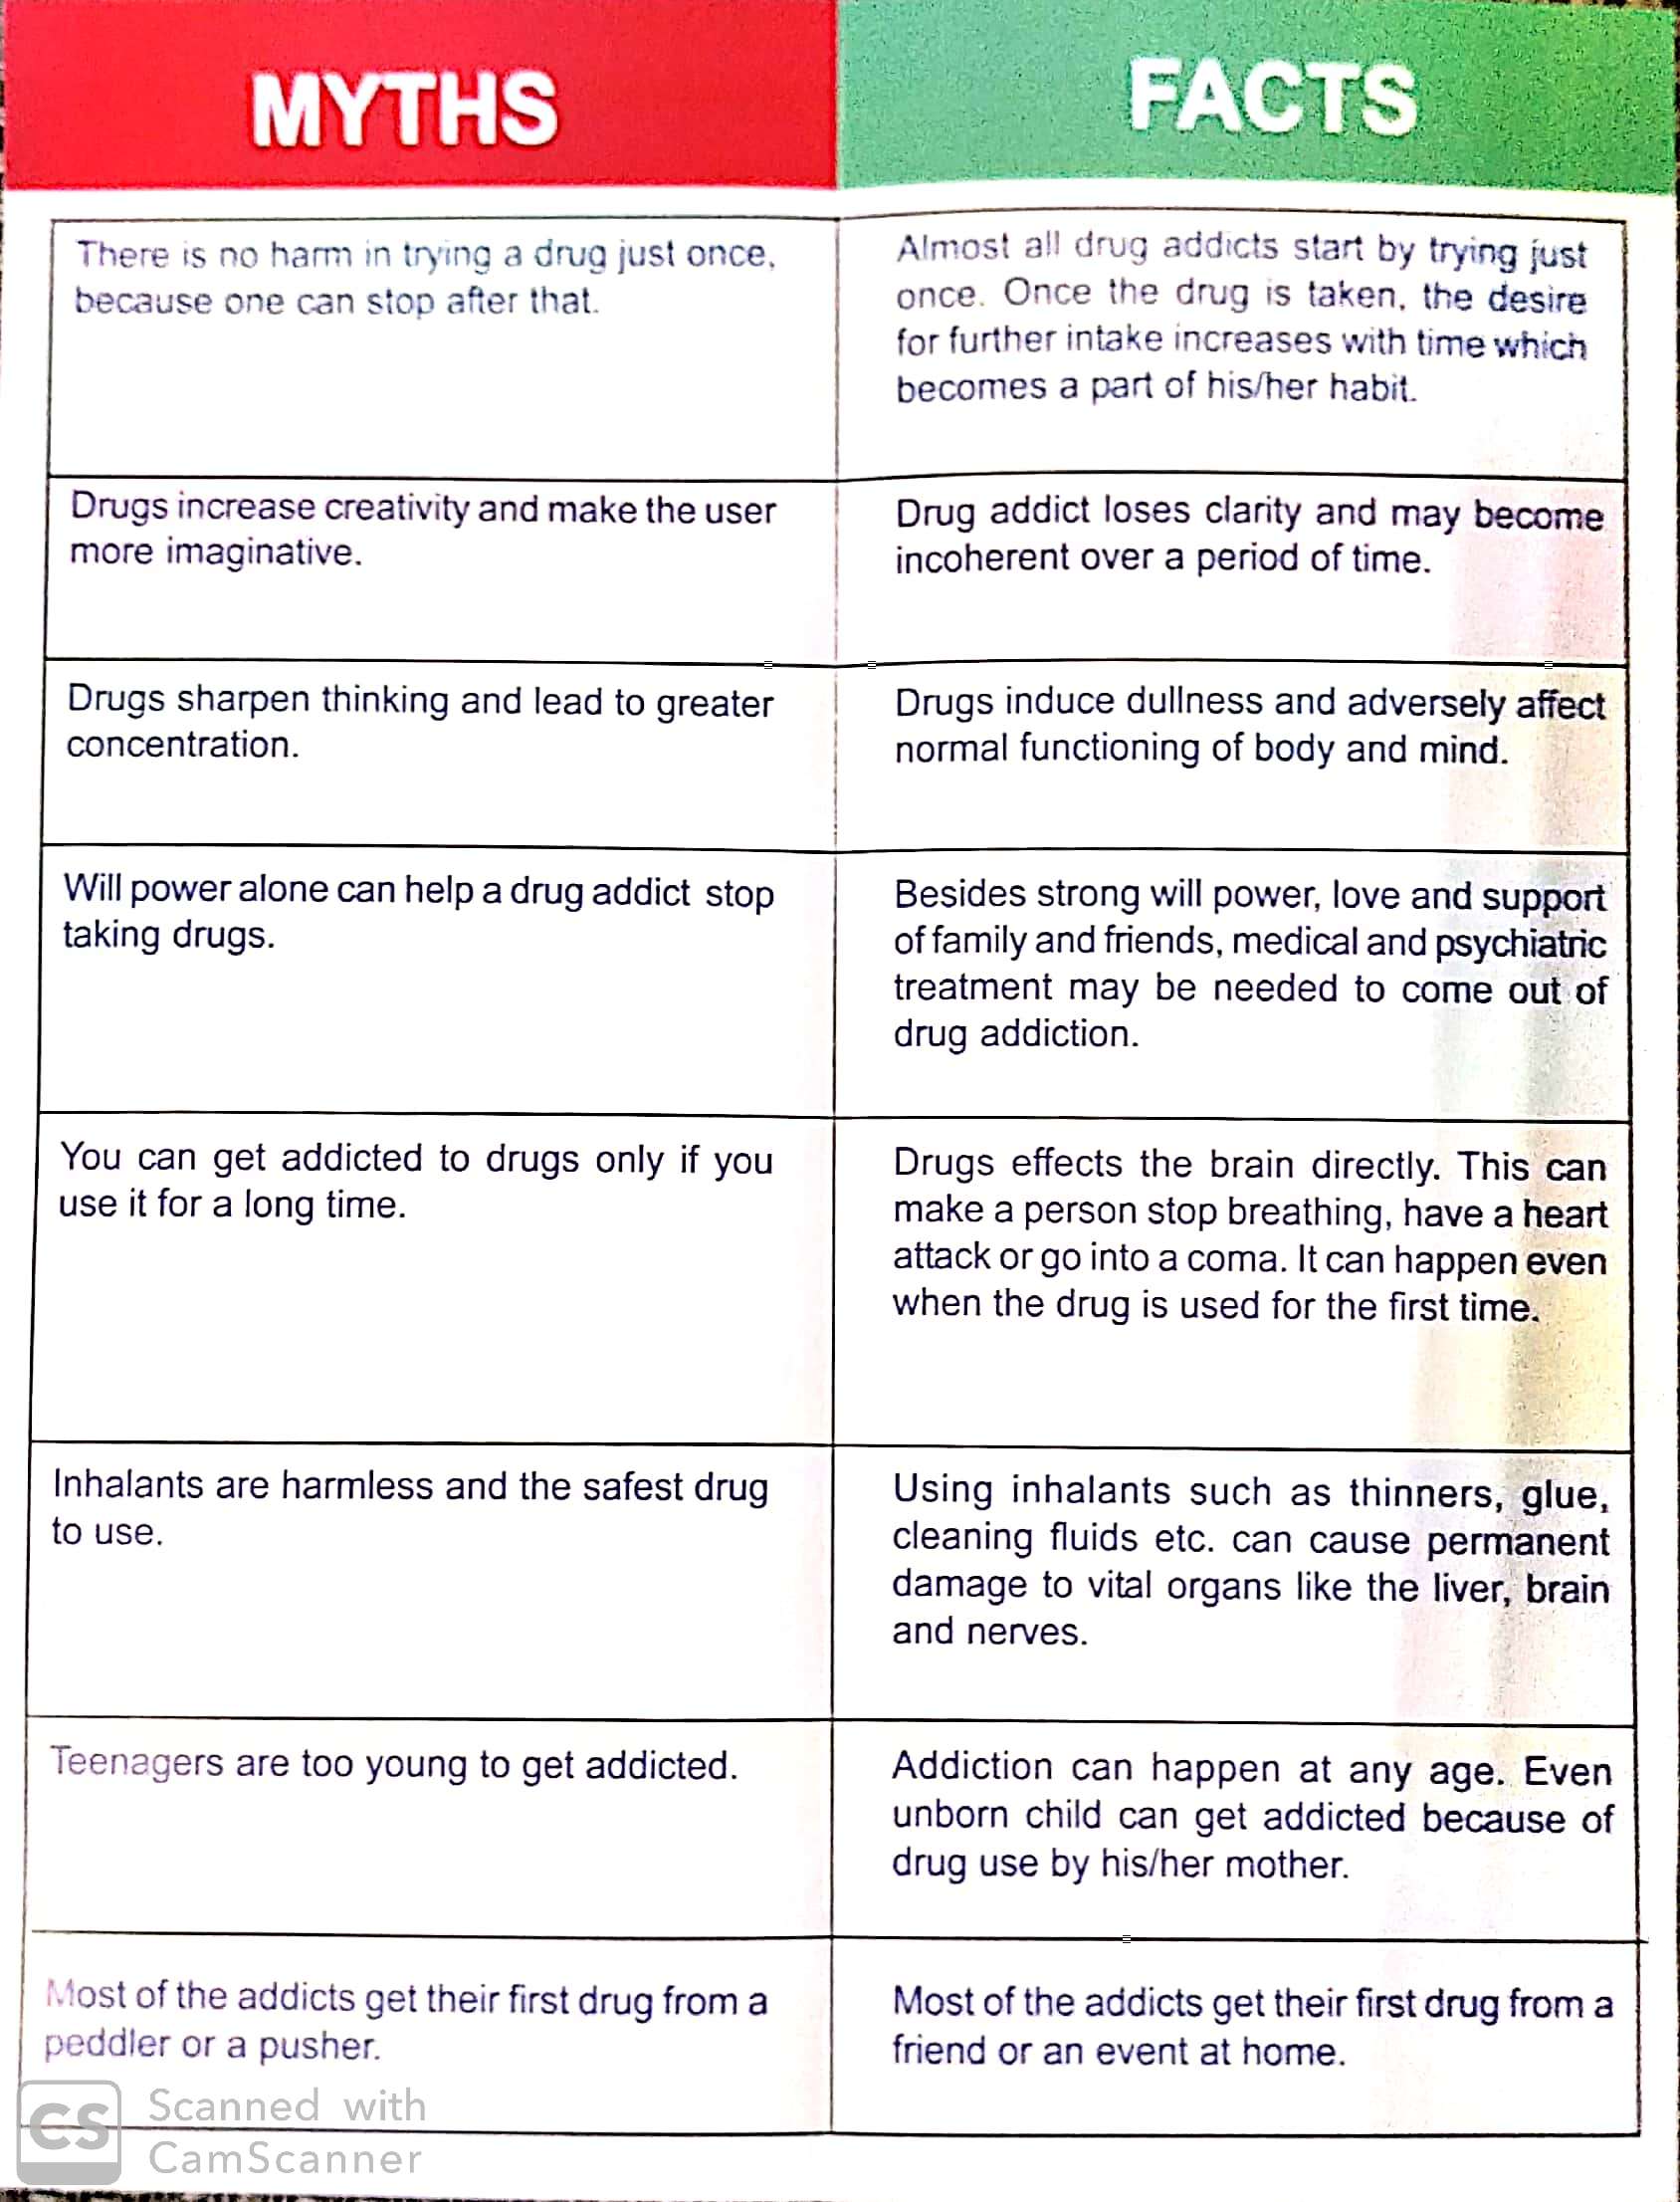 MYTHS
FACTS
There is no harm in trying a drug just once,
because one can stop after that.
Almost all drug addicts start by trying just
once. Once the drug is taken, the desire
for further intake increases with time which
becomes a part of his/her habit.
Drugs increase creativity and make the user
more imaginative.
Drug addict loses clarity and may become
incoherent over a period of time.
Drugs sharpen thinking and lead to greater
concentration.
Drugs induce dullness and adversely affect
normal functioning of body and mind.
Will power alone can help a drug addict stop
taking drugs.
Besides strong will power, love and support
of family and friends, medical and psychiatric
treatment may be needed to come out of
drug addiction.
You can get addicted to drugs only if you
use it for a long time.
Drugs effects the brain directly. This can
make a person stop breathing, have a heart
attack or go into a coma. It can happen even
when the drug is used for the first time.
Inhalants are harmless and the safest drug
to use.
Using inhalants such as thinners, glue,
cleaning fluids etc. can cause permanent
damage to vital organs like the liver, brain
and nerves.
Teenagers are too young to get addicted.
Addiction can happen at any age. Even
unborn child can get addicted because of
drug use by his/her mother.
Most of the addicts get their first drug from a
peddler or a pusher.
Most of the addicts get their first drug from a
friend or an event at home.
CS
Scanned with
CamScanner